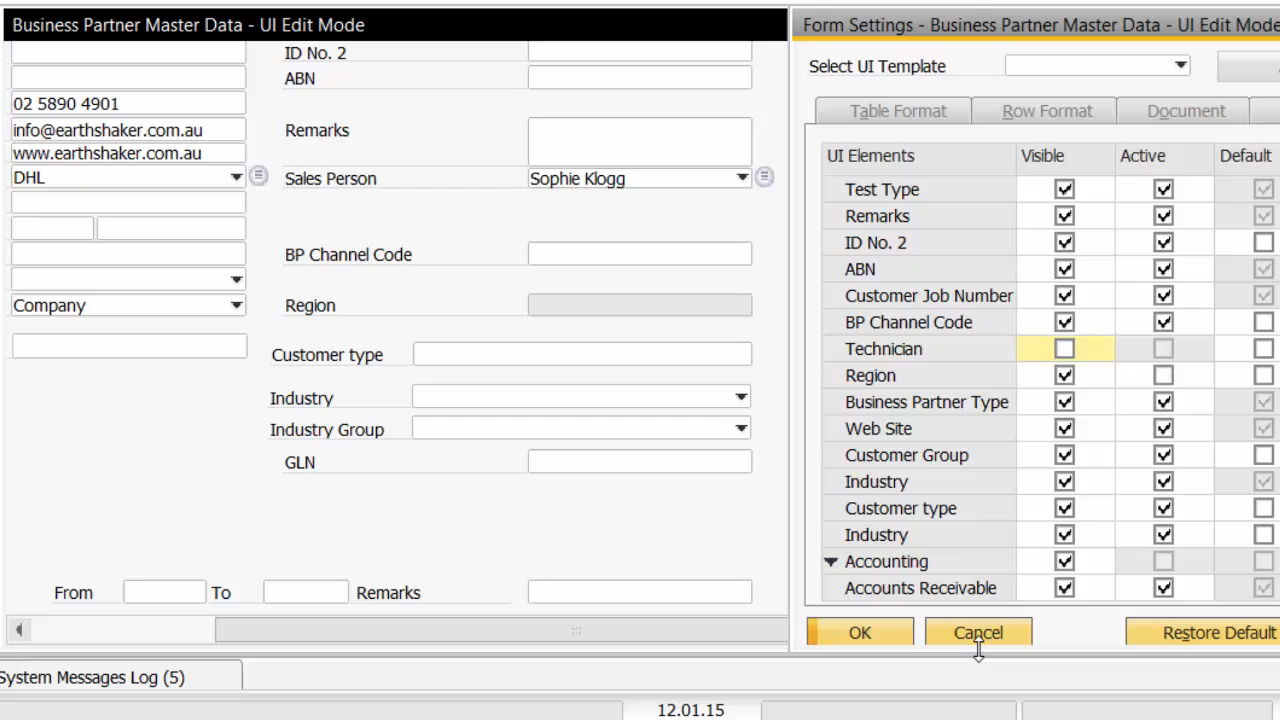 Business Partner Master Data - UI Edit Mode
ID No. 2
ABN
02 5890 4901
info@earthshaker.com.au
Remarks
www.earthshaker.com.au
DHL
Sales Person
Sophie Klogg
BP Channel Code
Company
Region
Customer type
Industry
Industry Group
GLN
From
To
Remarks
Form Settings - Business Partner Master Data - UI Edit Mode
Select UI Template
Table Format
Row Format
Document
UI Elements
Visible
Active
Default
Test Type
Remarks
ID No. 2
ABN
Customer Job Number
BP Channel Code
Technician
Region
Business Partner Type
Web Site
Customer Group
Industry
Customer type
Industry
Accounting
Accounts Receivable
OK
Cancel
Restore Default
System Messages Log (5)
12.01.15